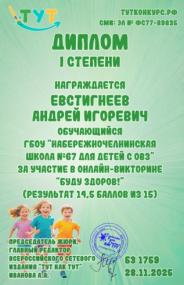 ТУТ
ТУТКОНКУРС.РФ
СМИ: ЭЛ № ФС77-89835
ДИПЛОМ
I СТЕПЕНИ
НАГРАЖДАЕТСЯ
ЕВСТИГНЕЕВ
АНДРЕЙ ИГОРЕВИЧ
ОБУЧАЮЩИЙСЯ
ГБОУ "НАБЕРЕЖНОЧЕЛНИНСКАЯ
ШКОЛА №67 ДЛЯ ДЕТЕЙ С ОВЗ"
ЗА УЧАСТИЕ В ОНЛАЙН-ВИКТОРИНЕ
"БУДУ ЗДОРОВ!"
(РЕЗУЛЬТАТ 14,5 БАЛЛОВ ИЗ 15)
ПРЕДСЕДАТЕЛЬ ЖЮРИ,
ГЛАВНЫЙ РЕДАКТОР
ВСЕРОССИЙСКОГО СЕТЕВОГО
ИЗДАНИЯ "ТУТ КАК ТУТ"
ИВАНОВА Л.В.
БЗ 1759
28.11.2025